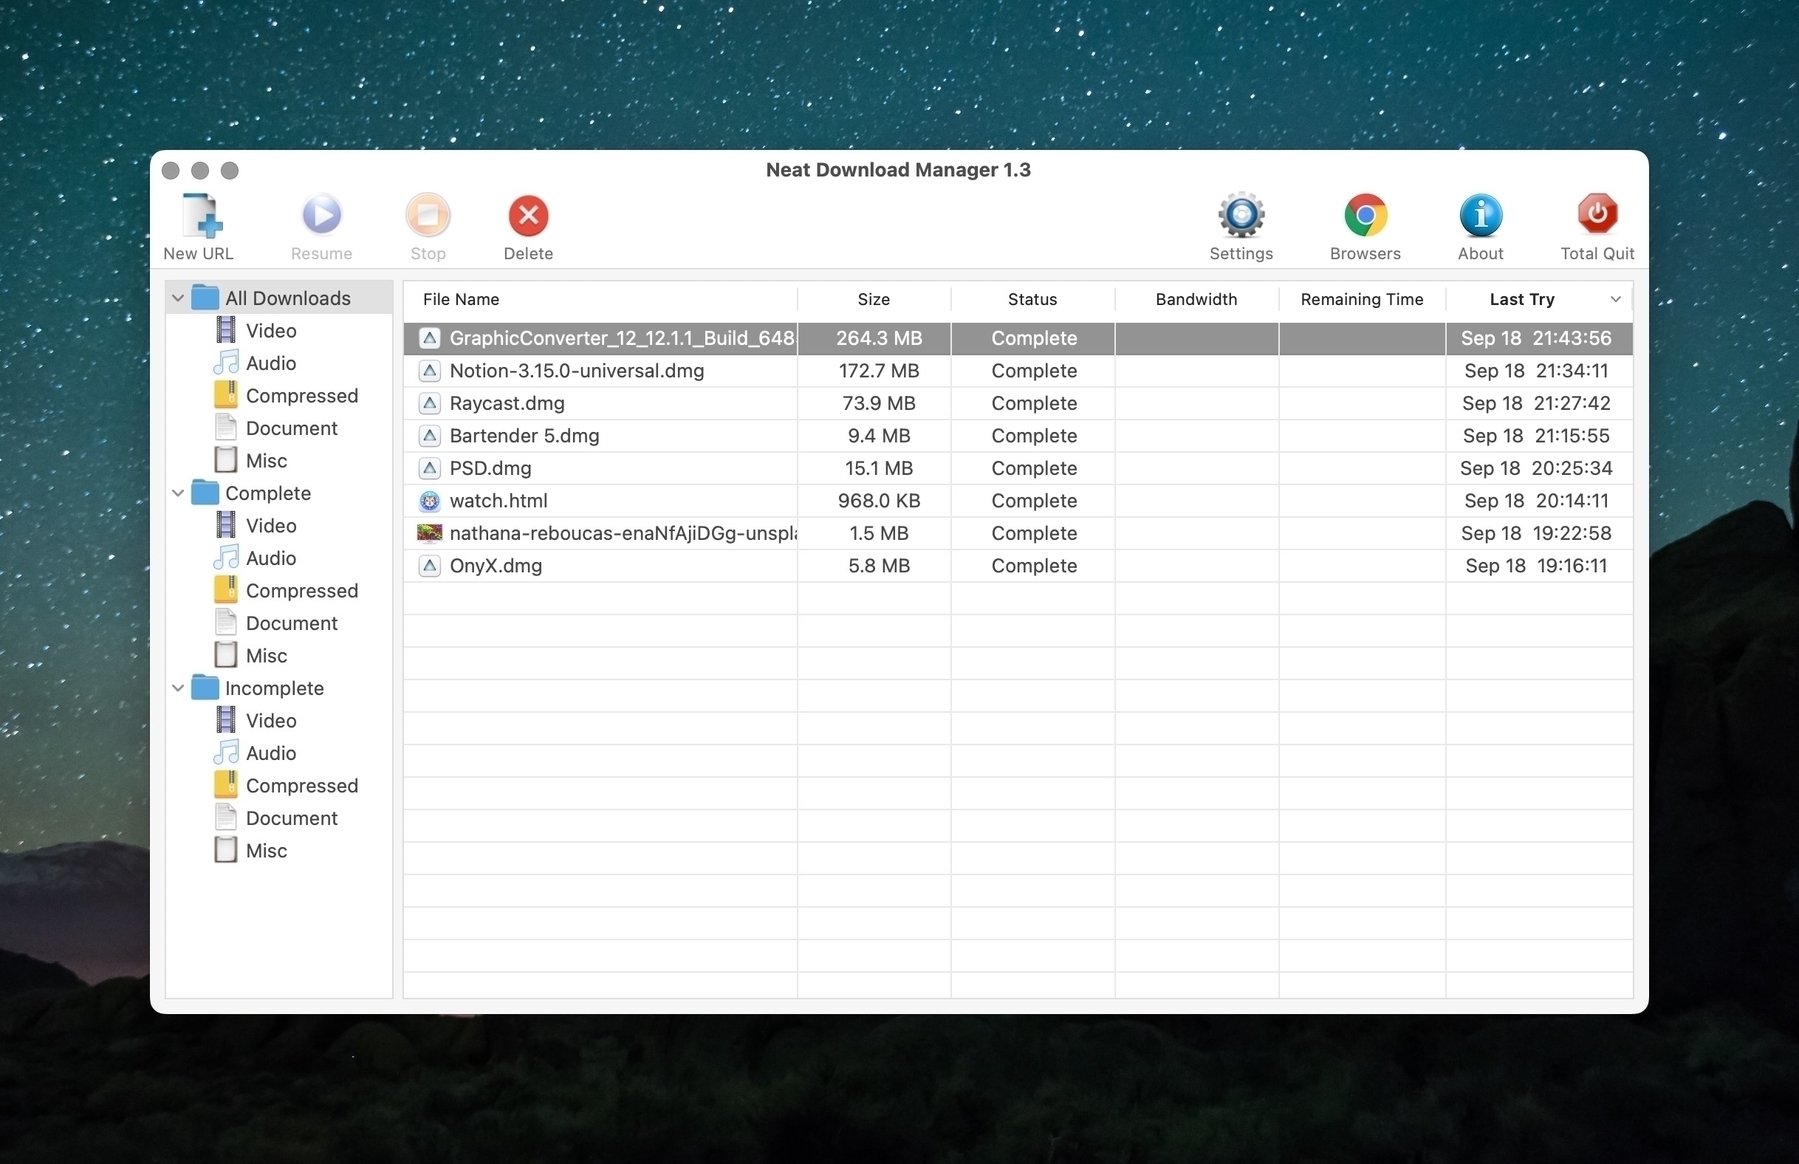 Neat Download Manager 1.3
New URL Resume Stop Delete Settings Browsers About Total Quit
All Downloads
Video
Audio
Compressed
Document
Misc
Complete
Video
Audio
Compressed
Document
Misc
Incomplete
Video
Audio
Compressed
Document
Misc
File Name Size Status Bandwidth Remaining Time Last Try
GraphicConverter_12_12.1.1_Build_648 264.3 MB Complete Sep 18 21:43:56
Notion-3.15.0-universal.dmg 172.7 MB Complete Sep 18 21:34:11
Raycast.dmg 73.9 MB Complete Sep 18 21:27:42
Bartender 5.dmg 9.4 MB Complete Sep 18 21:15:55
PSD.dmg 15.1 MB Complete Sep 18 20:25:34
watch.html 968.0 KB Complete Sep 18 20:14:11
nathana-reboucas-enaNfAjiDGg-unspla 1.5 MB Complete Sep 18 19:22:58
OnyX.dmg 5.8 MB Complete Sep 18 19:16:11